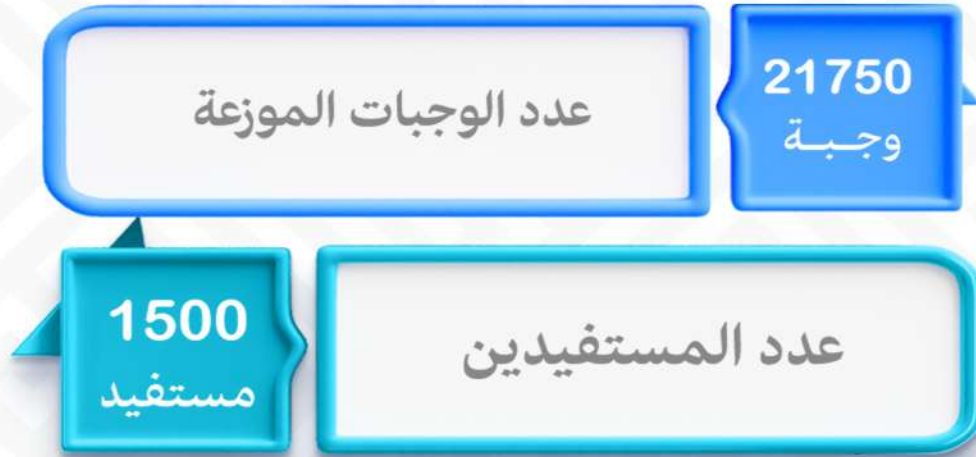 21750
وجبة
عدد الوجبات الموزعة
عدد المستفيدين
1500
مستفيد